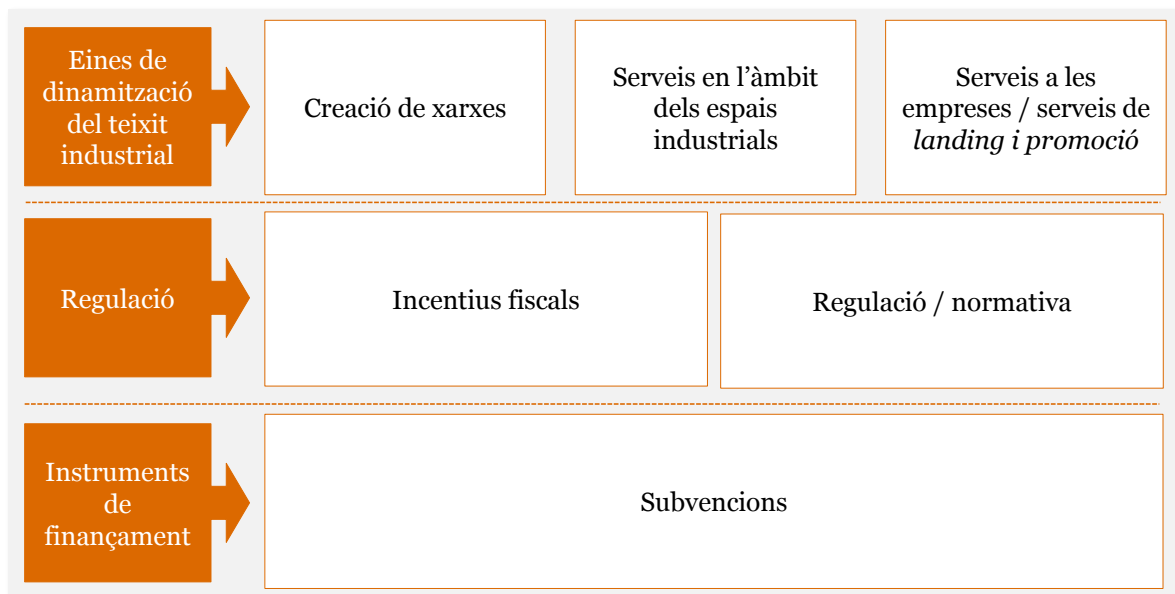 Eines de
dinamització
del teixit
industrial
Creació de xarxes
Serveis en l’àmbit
dels espais
industrials
Serveis a les
empreses / serveis de
landing i promoció
Regulació
Incentius fiscals
Regulació / normativa
Instruments
de
finançament
Subvencions